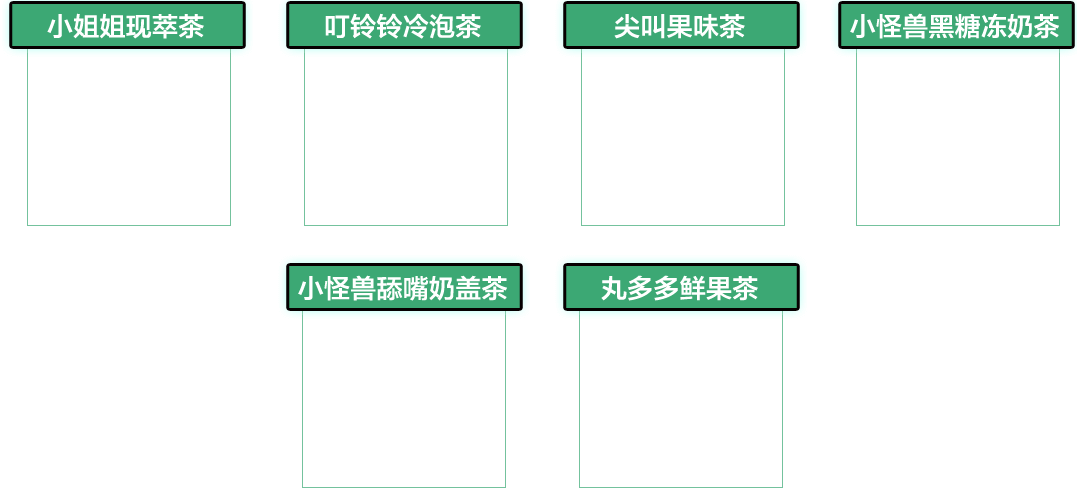 小姐姐现萃茶
叮铃铃冷泡茶
尖叫果味茶
小怪兽黑糖冻奶茶
小怪兽舔嘴奶盖茶
丸多多鲜果茶